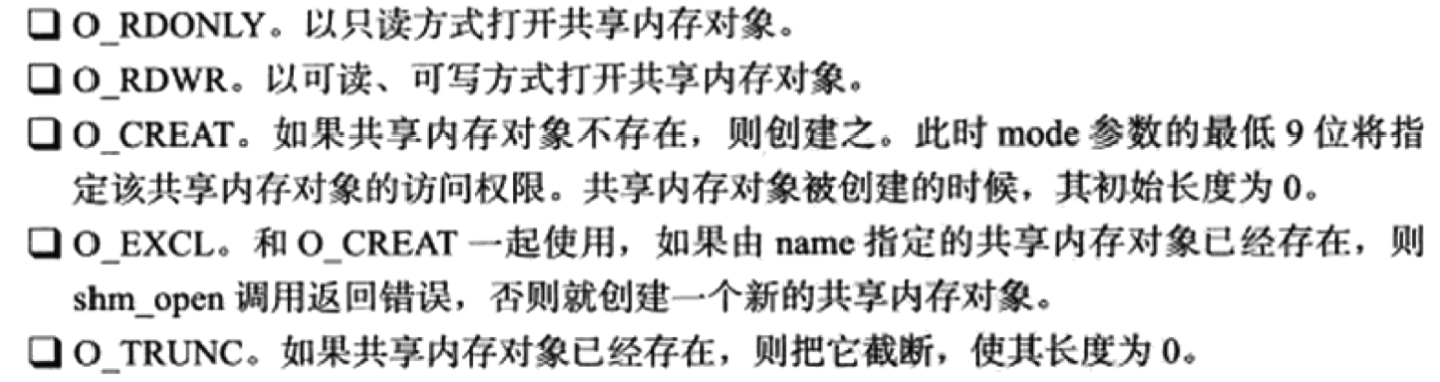 ❑ O_RDONLY。以只读方式打开共享内存对象。
❑ O_RDWR。以可读、可写方式打开共享内存对象。
❑ O_CREAT。如果共享内存对象不存在，则创建之。此时 mode 参数的最低 9 位将指
定该共享内存对象的访问权限。共享内存对象被创建的时候，其初始长度为 0。
❑ O_EXCL。和 O_CREAT 一起使用，如果由 name 指定的共享内存对象已经存在，则
shm_open 调用返回错误，否则就创建一个新的共享内存对象。
❑ O_TRUNC。如果共享内存对象已经存在，则把它截断，使其长度为 0。